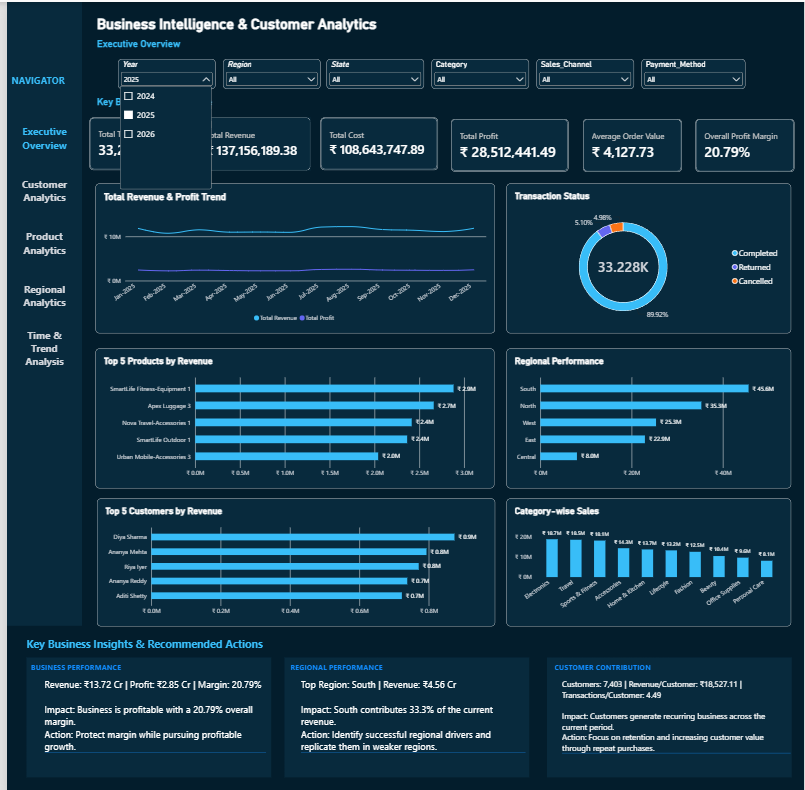 Business Intelligence & Customer Analytics
Executive Overview
NAVIGATOR
Executive
Overview
Customer
Analytics
Product
Analytics
Regional
Analytics
Time &
Trend
Analysis
Year
2025
2024
2025
2026
Region
All
State
All
Category
All
Sales_Channel
All
Payment_Method
All
Key B
Total T
33,2
otal Revenue
₹ 137,156,189.38
Total Cost
₹ 108,643,747.89
Total Profit
₹ 28,512,441.49
Average Order Value
₹ 4,127.73
Overall Profit Margin
20.79%
Total Revenue & Profit Trend
₹ 10M
₹ 0M
Jan-2025 Feb-2025 Mar-2025 Apr-2025 May-2025 Jun-2025 Jul-2025 Aug-2025 Sep-2025 Oct-2025 Nov-2025 Dec-2025
Total Revenue Total Profit
Transaction Status
5.10% 4.98%
33.228K
89.92%
Completed
Returned
Cancelled
Top 5 Products by Revenue
SmartLife Fitness-Equipment 1 ₹ 2.9M
Apex Luggage 3 ₹ 2.7M
Nova Travel-Accessories 1 ₹ 2.4M
SmartLife Outdoor 1 ₹ 2.4M
Urban Mobile-Accessories 3 ₹ 2.0M
₹ 0.0M ₹ 0.5M ₹ 1.0M ₹ 1.5M ₹ 2.0M ₹ 2.5M ₹ 3.0M
Regional Performance
South ₹ 45.6M
North ₹ 35.3M
West ₹ 25.3M
East ₹ 22.9M
Central ₹ 8.0M
₹ 0M ₹ 20M ₹ 40M
Top 5 Customers by Revenue
Diya Sharma ₹ 0.9M
Ananya Mehta ₹ 0.8M
Riya Iyer ₹ 0.8M
Ananya Reddy ₹ 0.7M
Aditi Shetty ₹ 0.7M
₹ 0.0M ₹ 0.2M ₹ 0.4M ₹ 0.6M ₹ 0.8M
Category-wise Sales
₹ 20M
₹ 10M
₹ 0M
₹ 18.7M ₹ 18.5M ₹ 18.1M ₹ 14.3M ₹ 13.7M ₹ 13.2M ₹ 12.5M ₹ 10.4M ₹ 9.6M ₹ 8.1M
Electronics Travel Sports & Fitness Accessories Home & Kitchen Lifestyle Fashion Beauty Office Supplies Personal Care
Key Business Insights & Recommended Actions
BUSINESS PERFORMANCE
Revenue: ₹13.72 Cr | Profit: ₹2.85 Cr | Margin: 20.79%
Impact: Business is profitable with a 20.79% overall
margin.
Action: Protect margin while pursuing profitable
growth.
REGIONAL PERFORMANCE
Top Region: South | Revenue: ₹4.56 Cr
Impact: South contributes 33.3% of the current
revenue.
Action: Identify successful regional drivers and
replicate them in weaker regions.
CUSTOMER CONTRIBUTION
Customers: 7,403 | Revenue/Customer: ₹18,527.11 |
Transactions/Customer: 4.49
Impact: Customers generate recurring business across the
current period.
Action: Focus on retention and increasing customer value
through repeat purchases.